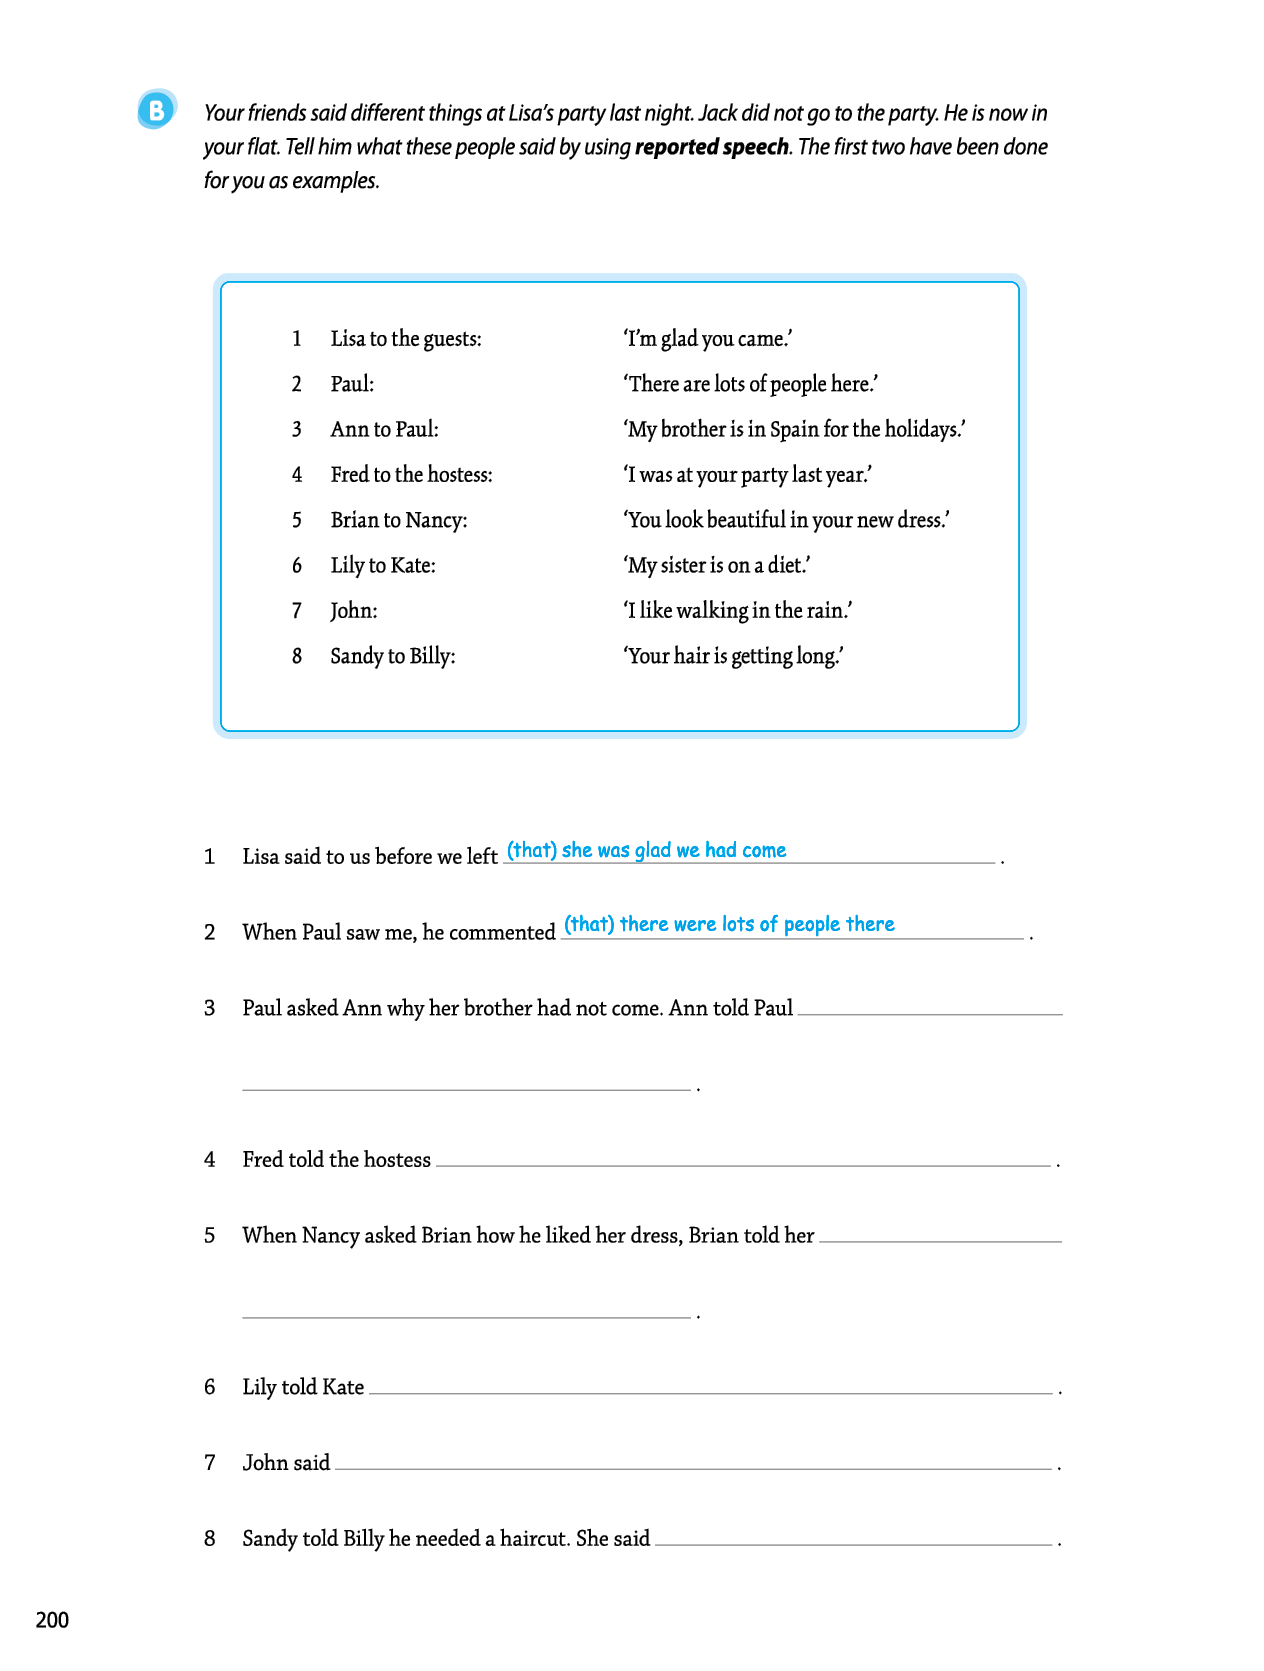 B
Your friends said different things at Lisa’s party last night. Jack did not go to the party. He is now in
your flat. Tell him what these people said by using reported speech. The first two have been done
for you as examples.
1 Lisa to the guests: ‘I’m glad you came.’
2 Paul: ‘There are lots of people here.’
3 Ann to Paul: ‘My brother is in Spain for the holidays.’
4 Fred to the hostess: ‘I was at your party last year.’
5 Brian to Nancy: ‘You look beautiful in your new dress.’
6 Lily to Kate: ‘My sister is on a diet.’
7 John: ‘I like walking in the rain.’
8 Sandy to Billy: ‘Your hair is getting long.’
1 Lisa said to us before we left (that) she was glad we had come .
2 When Paul saw me, he commented (that) there were lots of people there .
3 Paul asked Ann why her brother had not come. Ann told Paul
.
4 Fred told the hostess .
5 When Nancy asked Brian how he liked her dress, Brian told her
.
6 Lily told Kate .
7 John said .
8 Sandy told Billy he needed a haircut. She said .
200